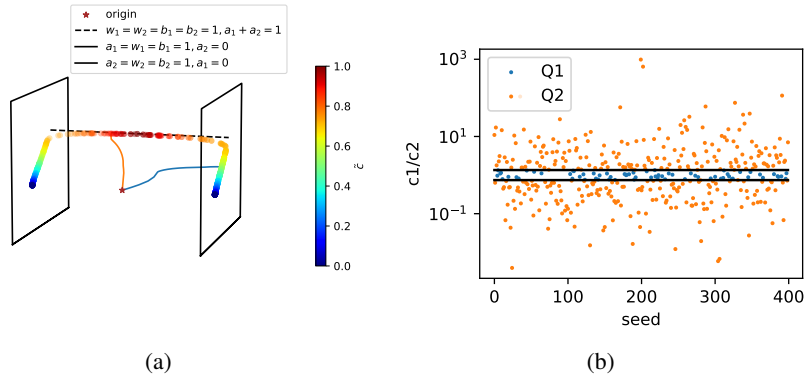 origin
w₁ = w₂ = b₁ = b₂ = 1, a₁ + a₂ = 1
a₁ = w₁ = b₁ = 1, a₂ = 0
a₂ = w₂ = b₂ = 1, a₁ = 0
1.0
0.8
0.6
0.4
0.2
0.0
c̃
(a)
Q1
Q2
10³
10¹
10⁻¹
c1/c2
0 100 200 300 400
seed
(b)